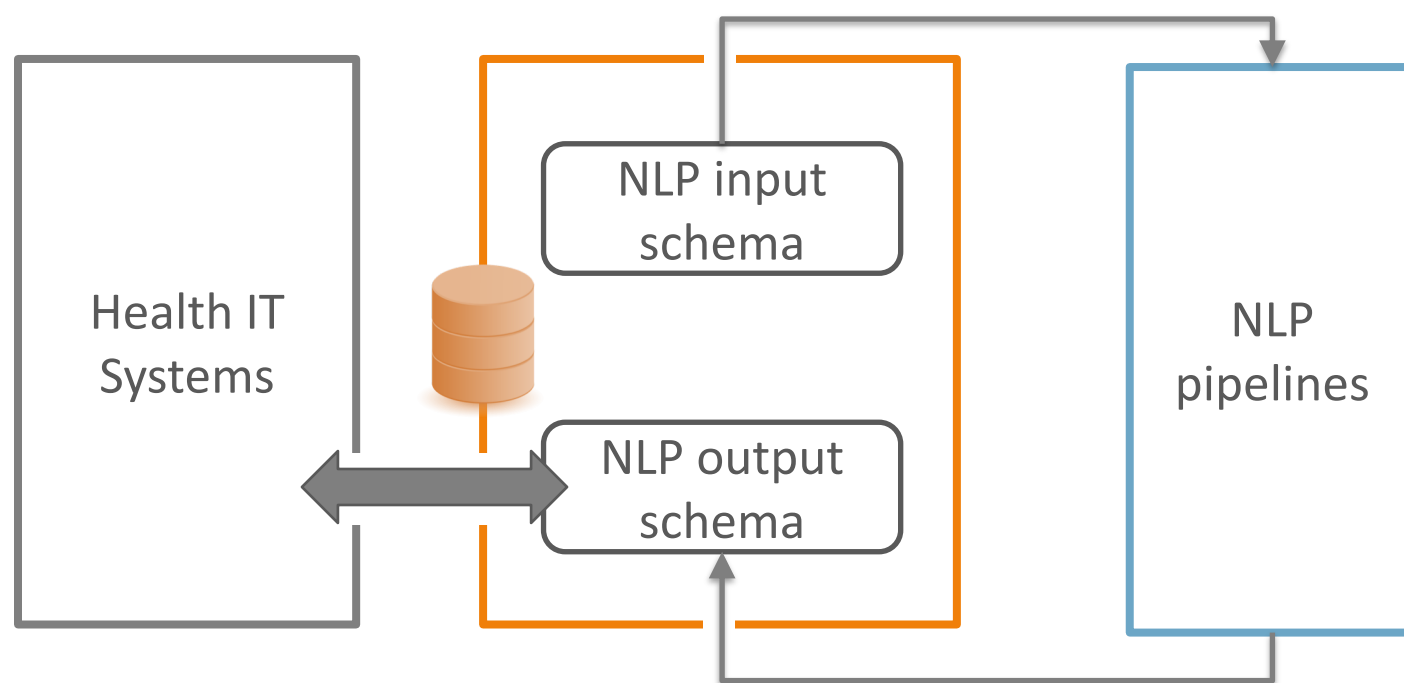 Health IT
Systems
NLP input
schema
NLP output
schema
NLP
pipelines